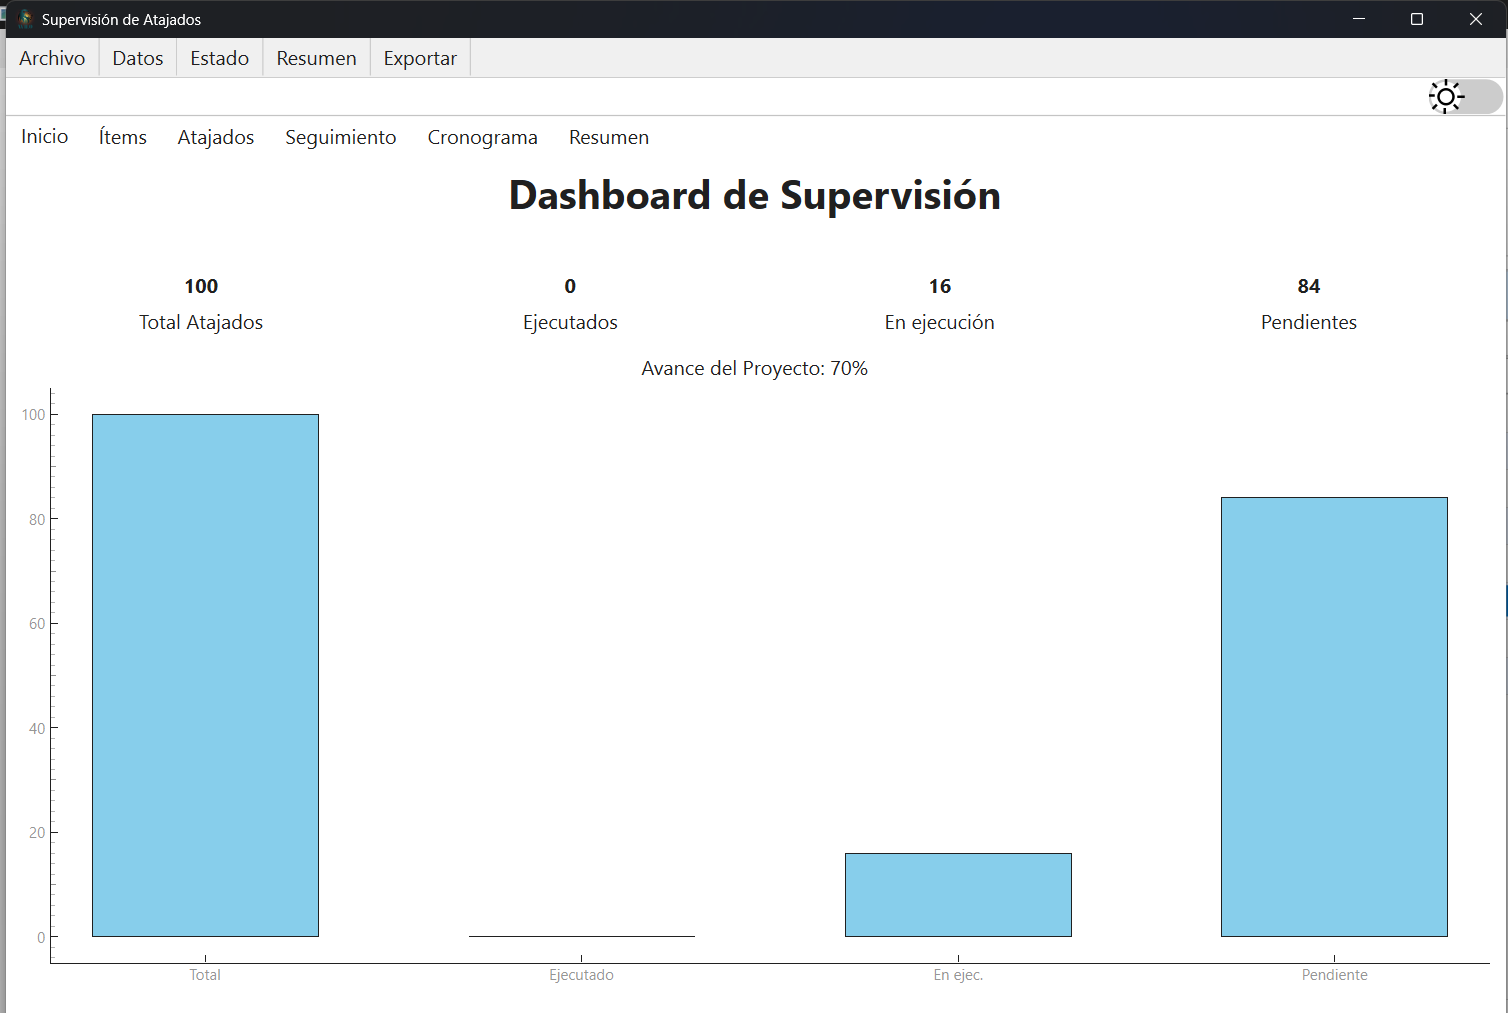 Supervisión de Atajados
Archivo Datos Estado Resumen Exportar
Inicio Ítems Atajados Seguimiento Cronograma Resumen
Dashboard de Supervisión
100 0 16 84
Total Atajados Ejecutados En ejecución Pendientes
Avance del Proyecto: 70%
100
80
60
40
20
0
Total Ejecutado En ejec. Pendiente